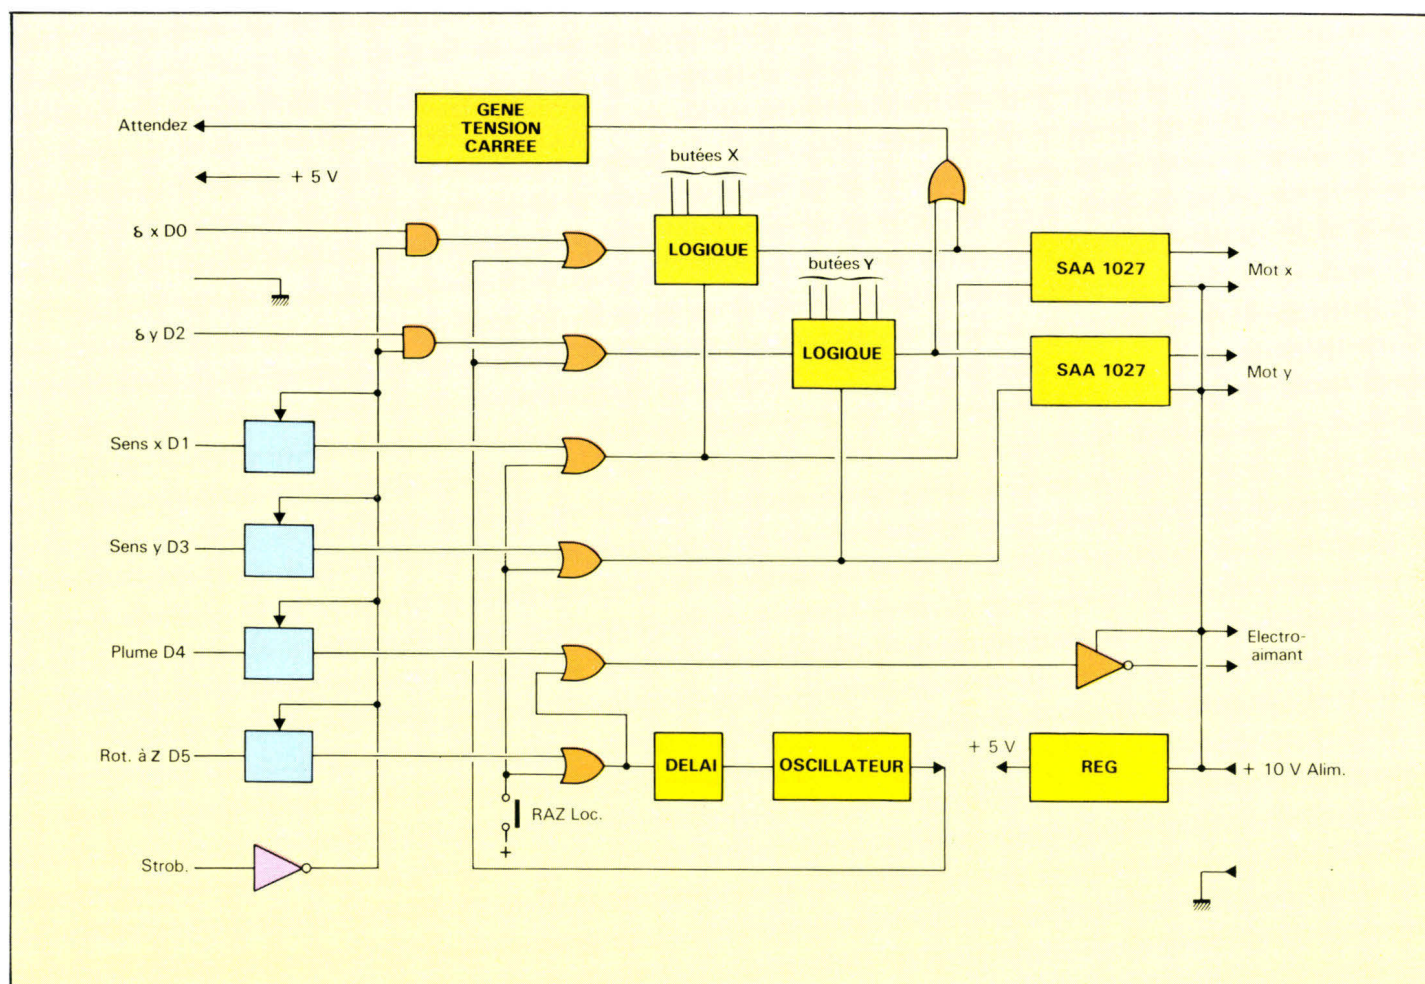 GENE
TENSION
CARREE
Attendez
+ 5 V
butées X
δ x D0
LOGIQUE
SAA 1027
Mot x
butées Y
δ y D2
LOGIQUE
SAA 1027
Mot y
Sens x D1
Sens y D3
Plume D4
Electro-
aimant
Rot. à Z D5
DELAI
OSCILLATEUR
+ 5 V
REG
+ 10 V Alim.
RAZ Loc.
+
Strob.